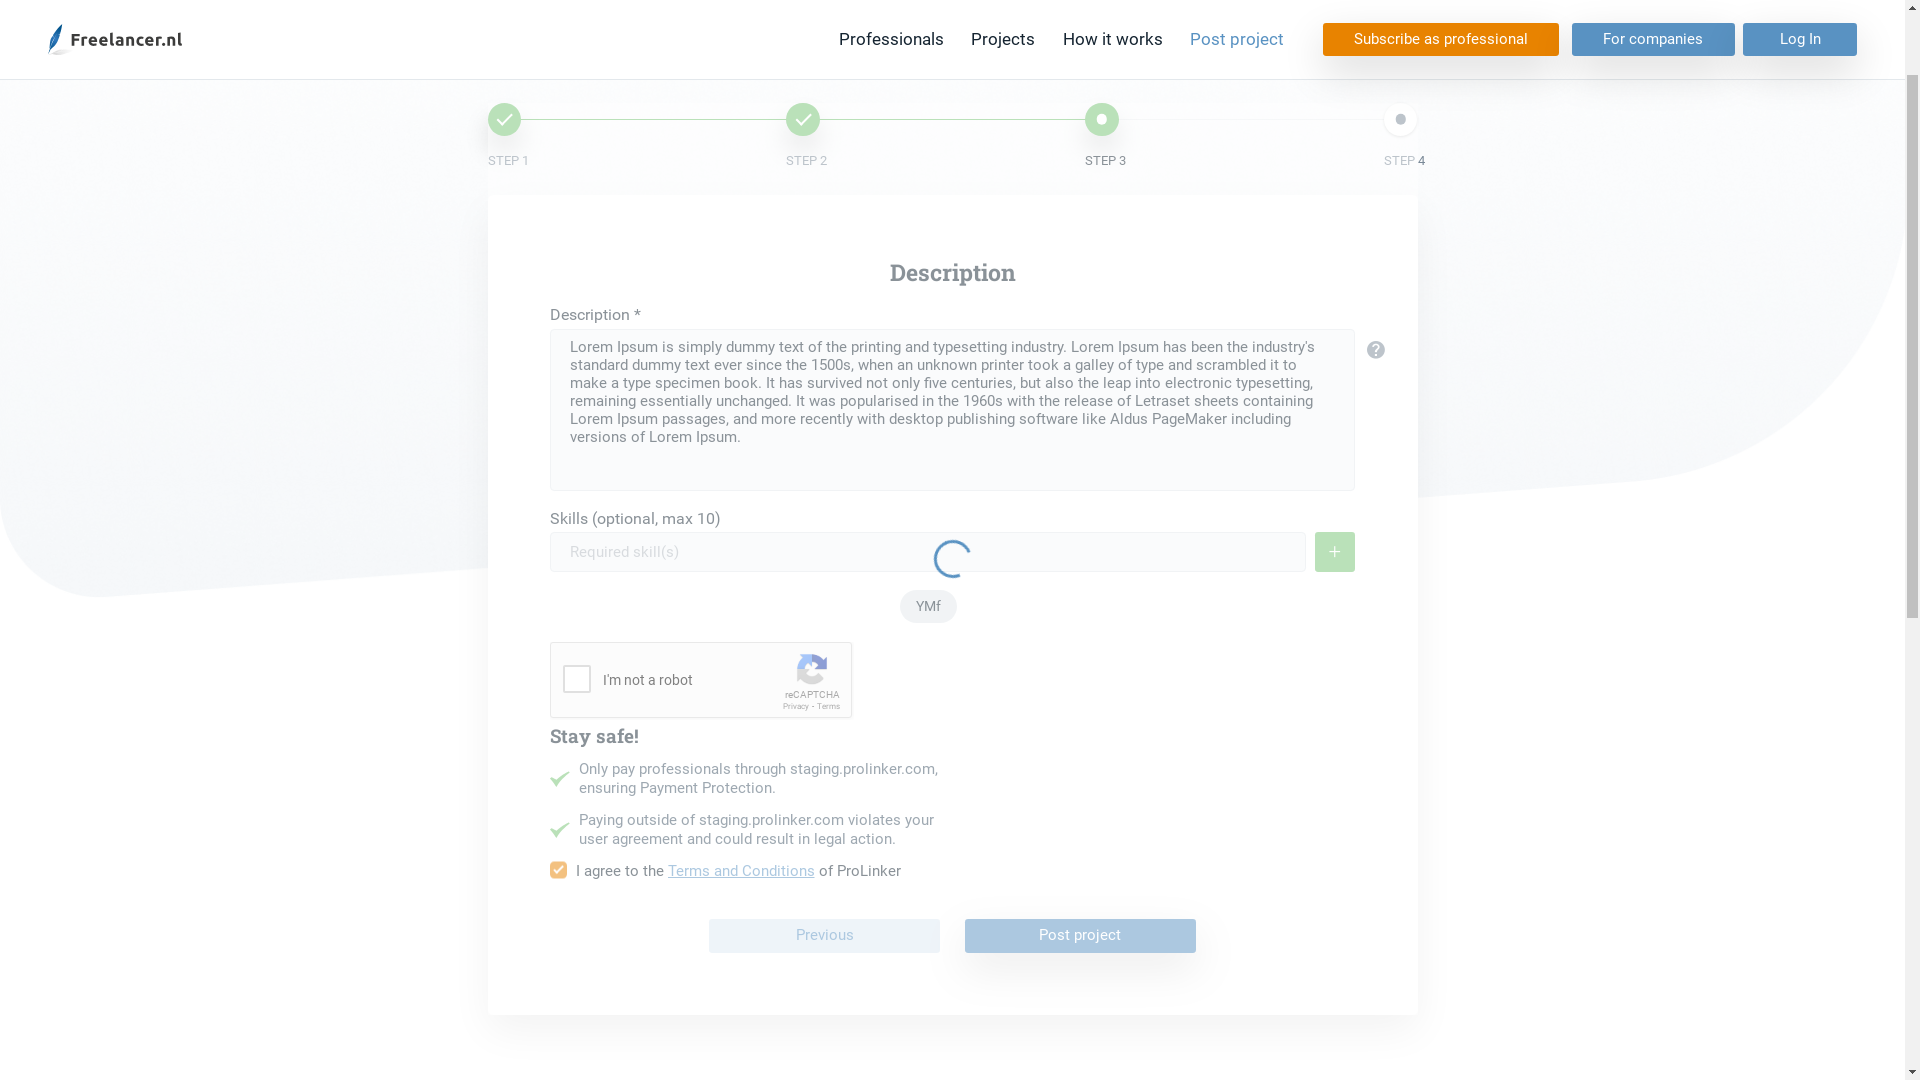 Freelancer.nl
Professionals Projects How it works Post project Subscribe as professional For companies Log In
STEP 1 STEP 2 STEP 3 STEP 4
Description
Description *
Lorem Ipsum is simply dummy text of the printing and typesetting industry. Lorem Ipsum has been the industry's
standard dummy text ever since the 1500s, when an unknown printer took a galley of type and scrambled it to
make a type specimen book. It has survived not only five centuries, but also the leap into electronic typesetting,
remaining essentially unchanged. It was popularised in the 1960s with the release of Letraset sheets containing
Lorem Ipsum passages, and more recently with desktop publishing software like Aldus PageMaker including
versions of Lorem Ipsum.
Skills (optional, max 10)
Required skill(s)
+
YMf
I'm not a robot
reCAPTCHA
Privacy - Terms
Stay safe!
Only pay professionals through staging.prolinker.com,
ensuring Payment Protection.
Paying outside of staging.prolinker.com violates your
user agreement and could result in legal action.
I agree to the Terms and Conditions of ProLinker
Previous Post project